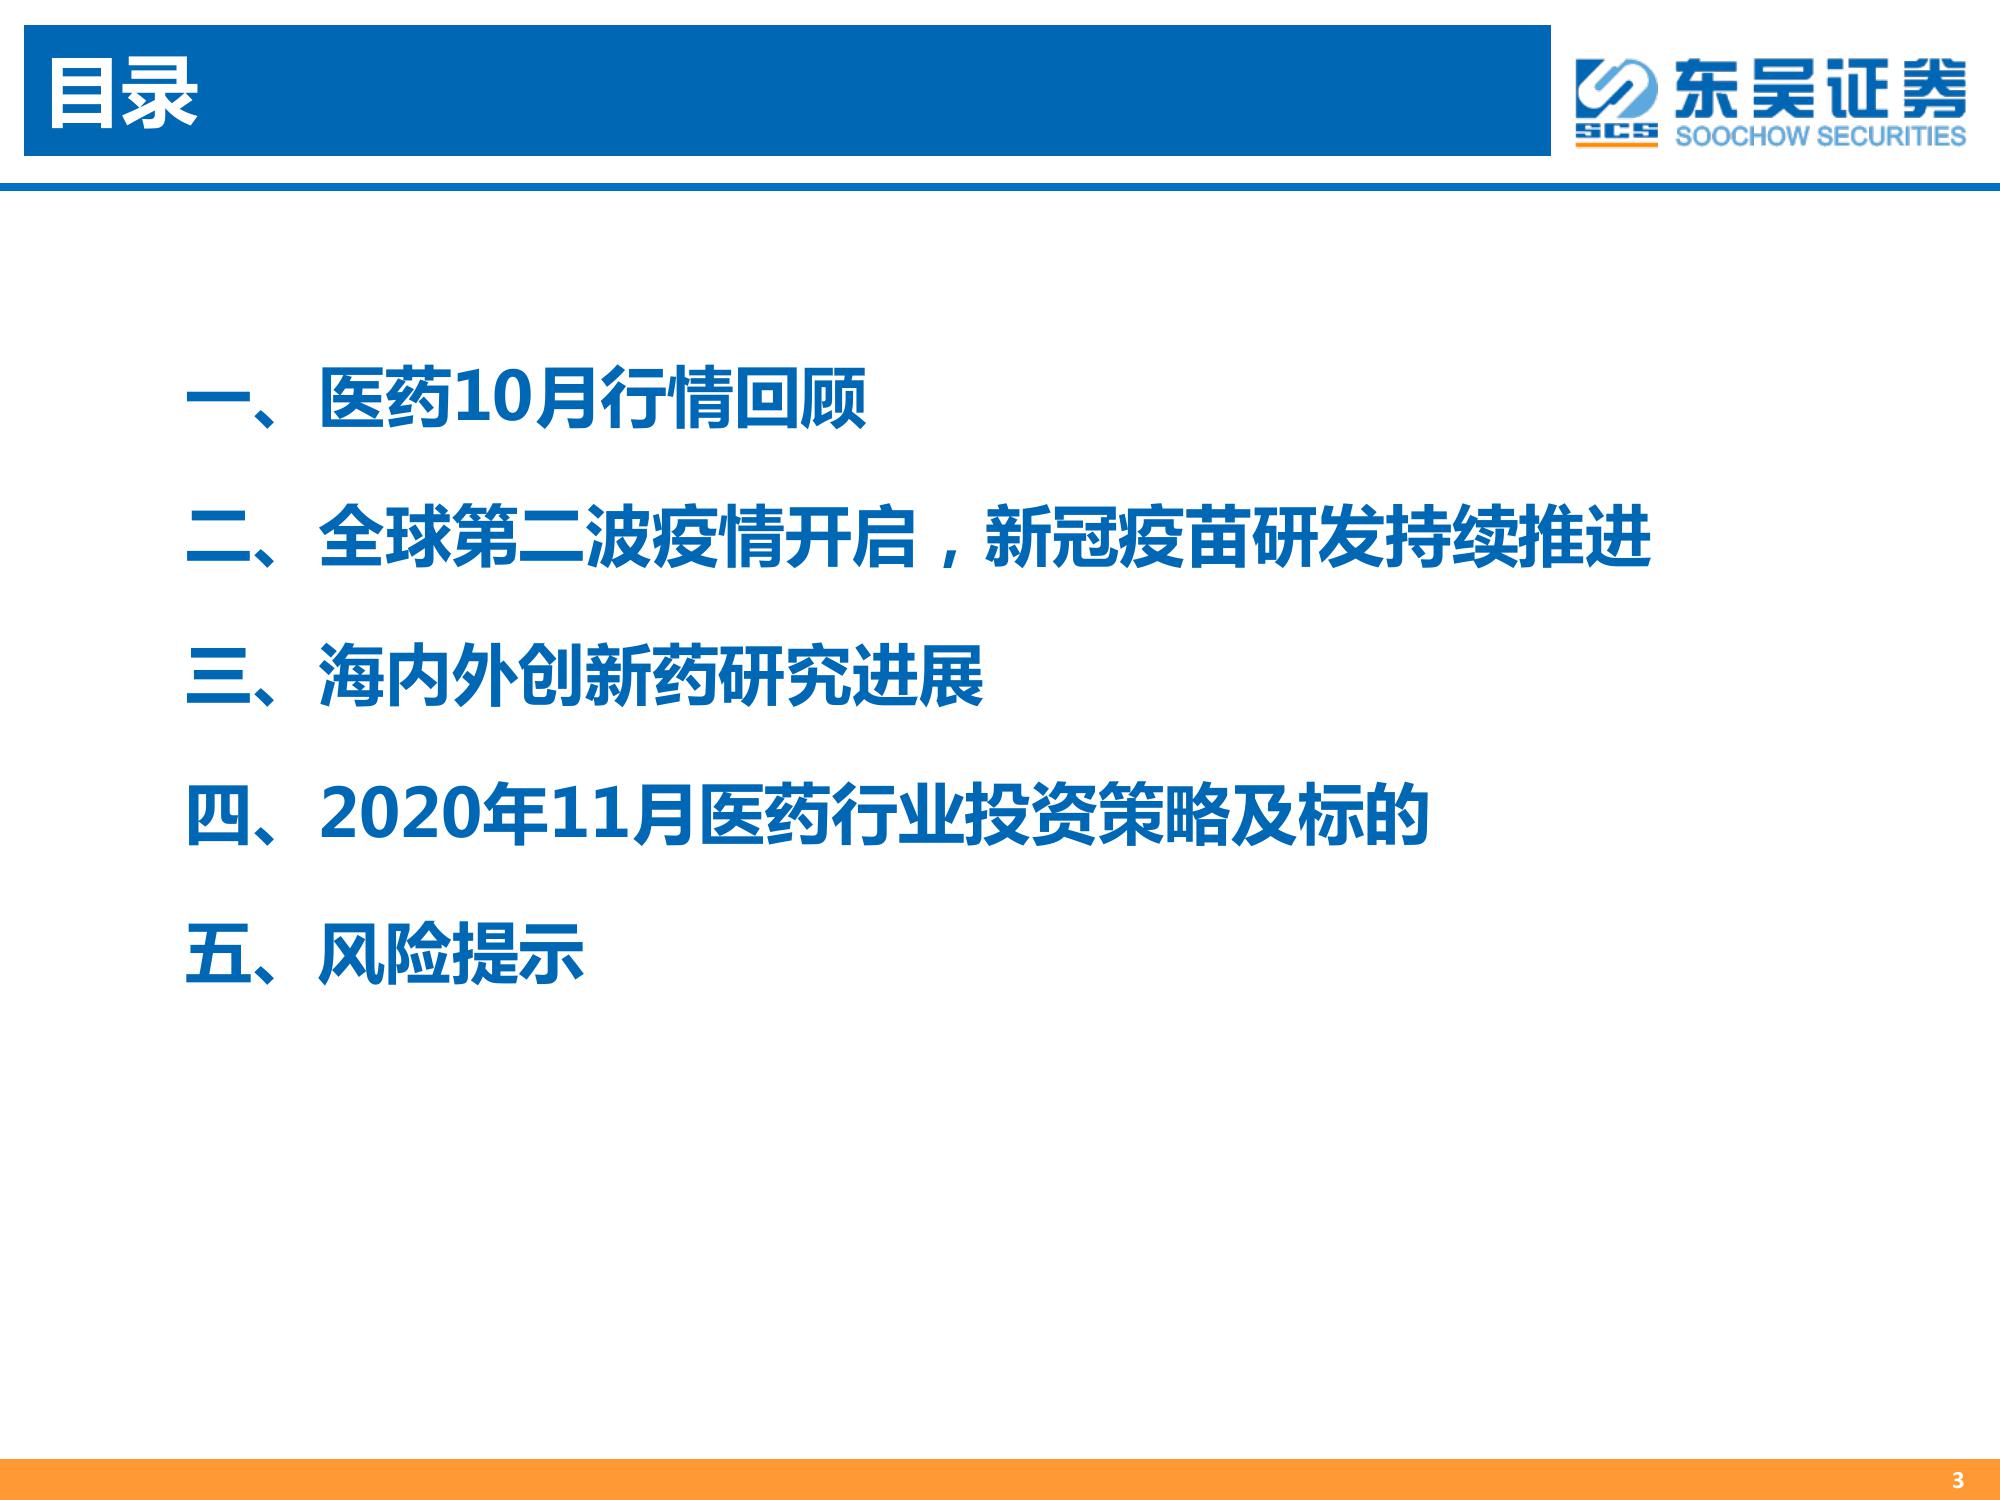 目录
东吴证券
SCS
SOOCHOW SECURITIES
一、医药10月行情回顾
二、全球第二波疫情开启，新冠疫苗研发持续推进
三、海内外创新药研究进展
四、2020年11月医药行业投资策略及标的
五、风险提示
3